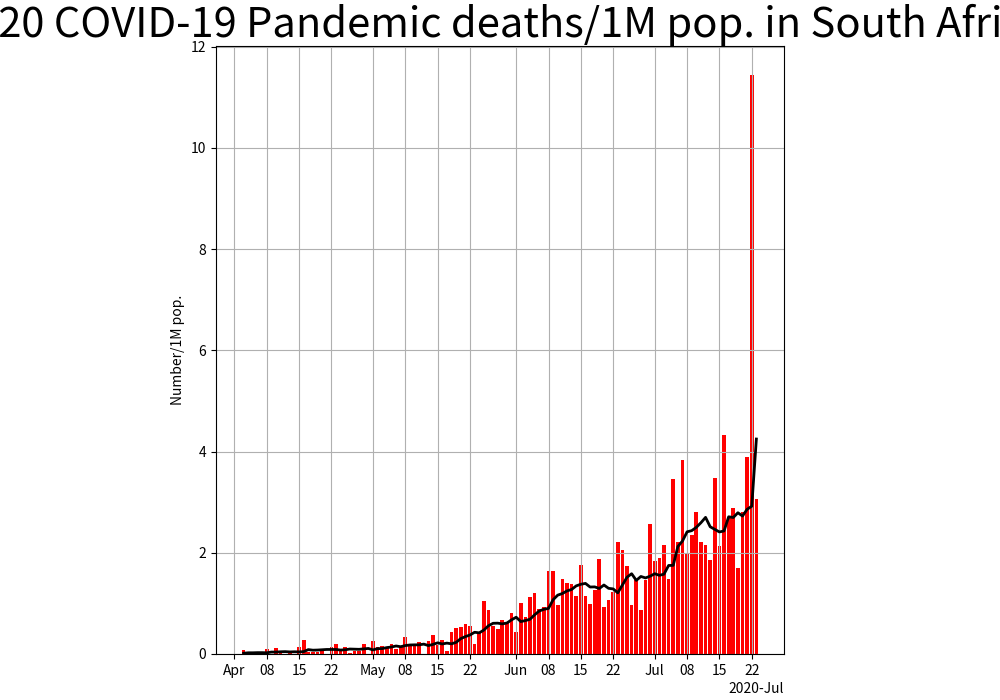 20 COVID-19 Pandemic deaths/1M pop. in South Afri
12
10
8
6
4
2
0
Number/1M pop.
Apr 08 15 22 May 08 15 22 Jun 08 15 22 Jul 08 15 22
2020-Jul